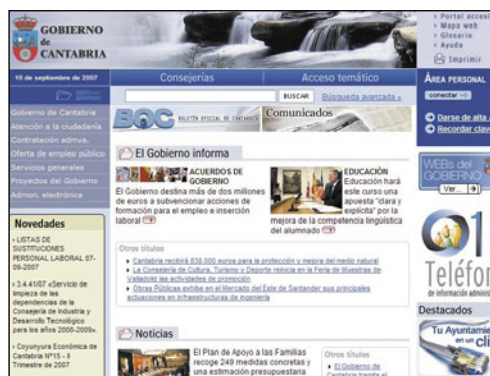 GOBIERNO
de
CANTABRIA
› Portal acces
› Mapa web
› Glosario
› Ayuda
Imprimir
10 de septiembre de 2007
Consejerías
Acceso temático
ÁREA PERSONAL
BUSCAR
Búsqueda avanzada »
conectar
Darse de alta
Recordar clav
Gobierno de Cantabria
Atención a la ciudadanía
Contratación admva.
Oferta de empleo público
Servicios generales
Proyectos del Gobierno
Admon. electrónica
BOC
BOLETÍN OFICIAL DE CANTABRIA
Comunicados
WEBs del
GOBIERNO
Ver...
El Gobierno informa
ACUERDOS DE
GOBIERNO
El Gobierno destina más de dos millones
de euros a subvencionar acciones de
formación para el empleo e inserción
laboral
EDUCACIÓN
Educación hará
este curso una
apuesta "clara y
explícita" por la
mejora de la competencia lingüística
del alumnado
Novedades
› LISTAS DE
SUSTITUCIONES
PERSONAL LABORAL 07-
09-2007
› 3.4.41/07 «Servicio de
limpieza de las
dependencias de la
Consejería de Industria y
Desarrollo Tecnológico
para los años 2008-2009».
› Coyunyura Económica de
Cantabria Nº15 - II
Trimestre de 2007
Otros títulos
Cantabria recibirá 838.000 euros para la protección y mejora del medio natural
La Consejería de Cultura, Turismo y Deporte reinicia en la Feria de Muestras de
Valladolid las actividades de promoción
Obras Públicas exhibe en el Mercado del Este de Santander sus principales
actuaciones en infraestructuras de ingeniería
01
Teléfon
de información administ
Destacados
Tu Ayuntamie
en un cli
Noticias
El Plan de Apoyo a las Familias
recoge 249 medidas concretas y
una estimación presupuestaria
Otros títulos
El Gobierno de
Cantabria tramita el